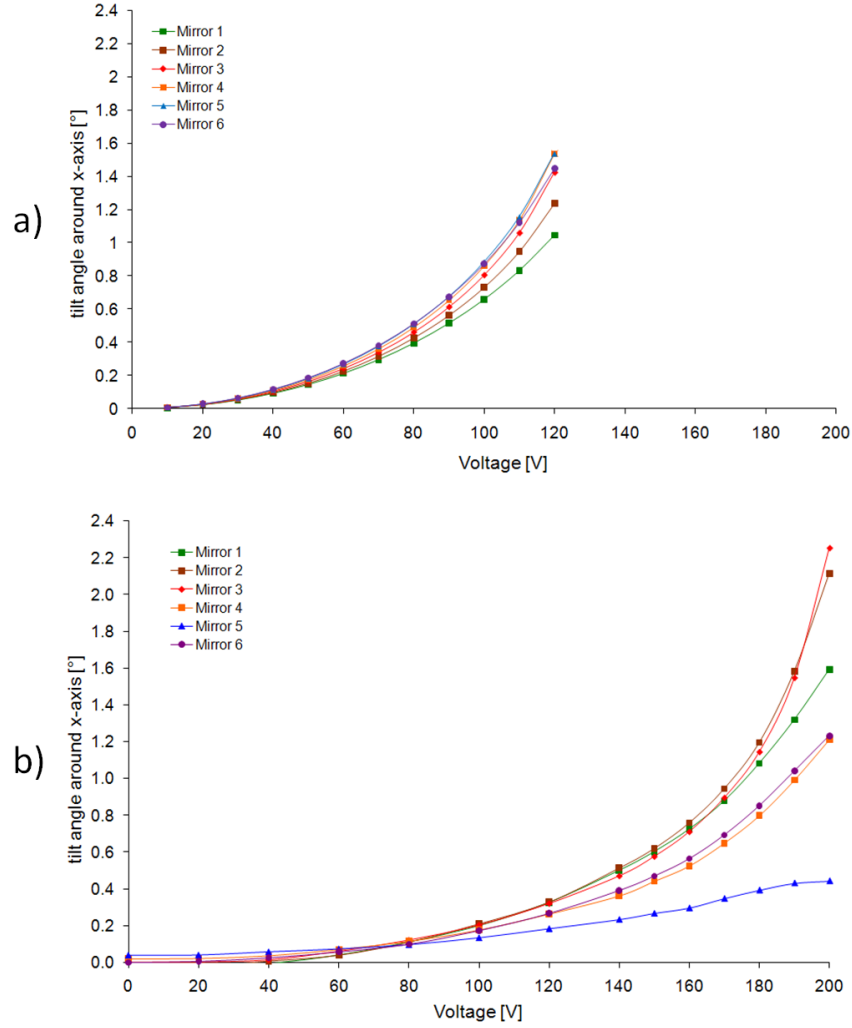 a)
tilt angle around x-axis [°]
2.4
2.2
2
1.8
1.6
1.4
1.2
1
0.8
0.6
0.4
0.2
0
Mirror 1
Mirror 2
Mirror 3
Mirror 4
Mirror 5
Mirror 6
0 20 40 60 80 100 120 140 160 180 200
Voltage [V]
b)
tilt angle around x-axis [°]
2.4
2.2
2.0
1.8
1.6
1.4
1.2
1.0
0.8
0.6
0.4
0.2
0.0
Mirror 1
Mirror 2
Mirror 3
Mirror 4
Mirror 5
Mirror 6
0 20 40 60 80 100 120 140 160 180 200
Voltage [V]